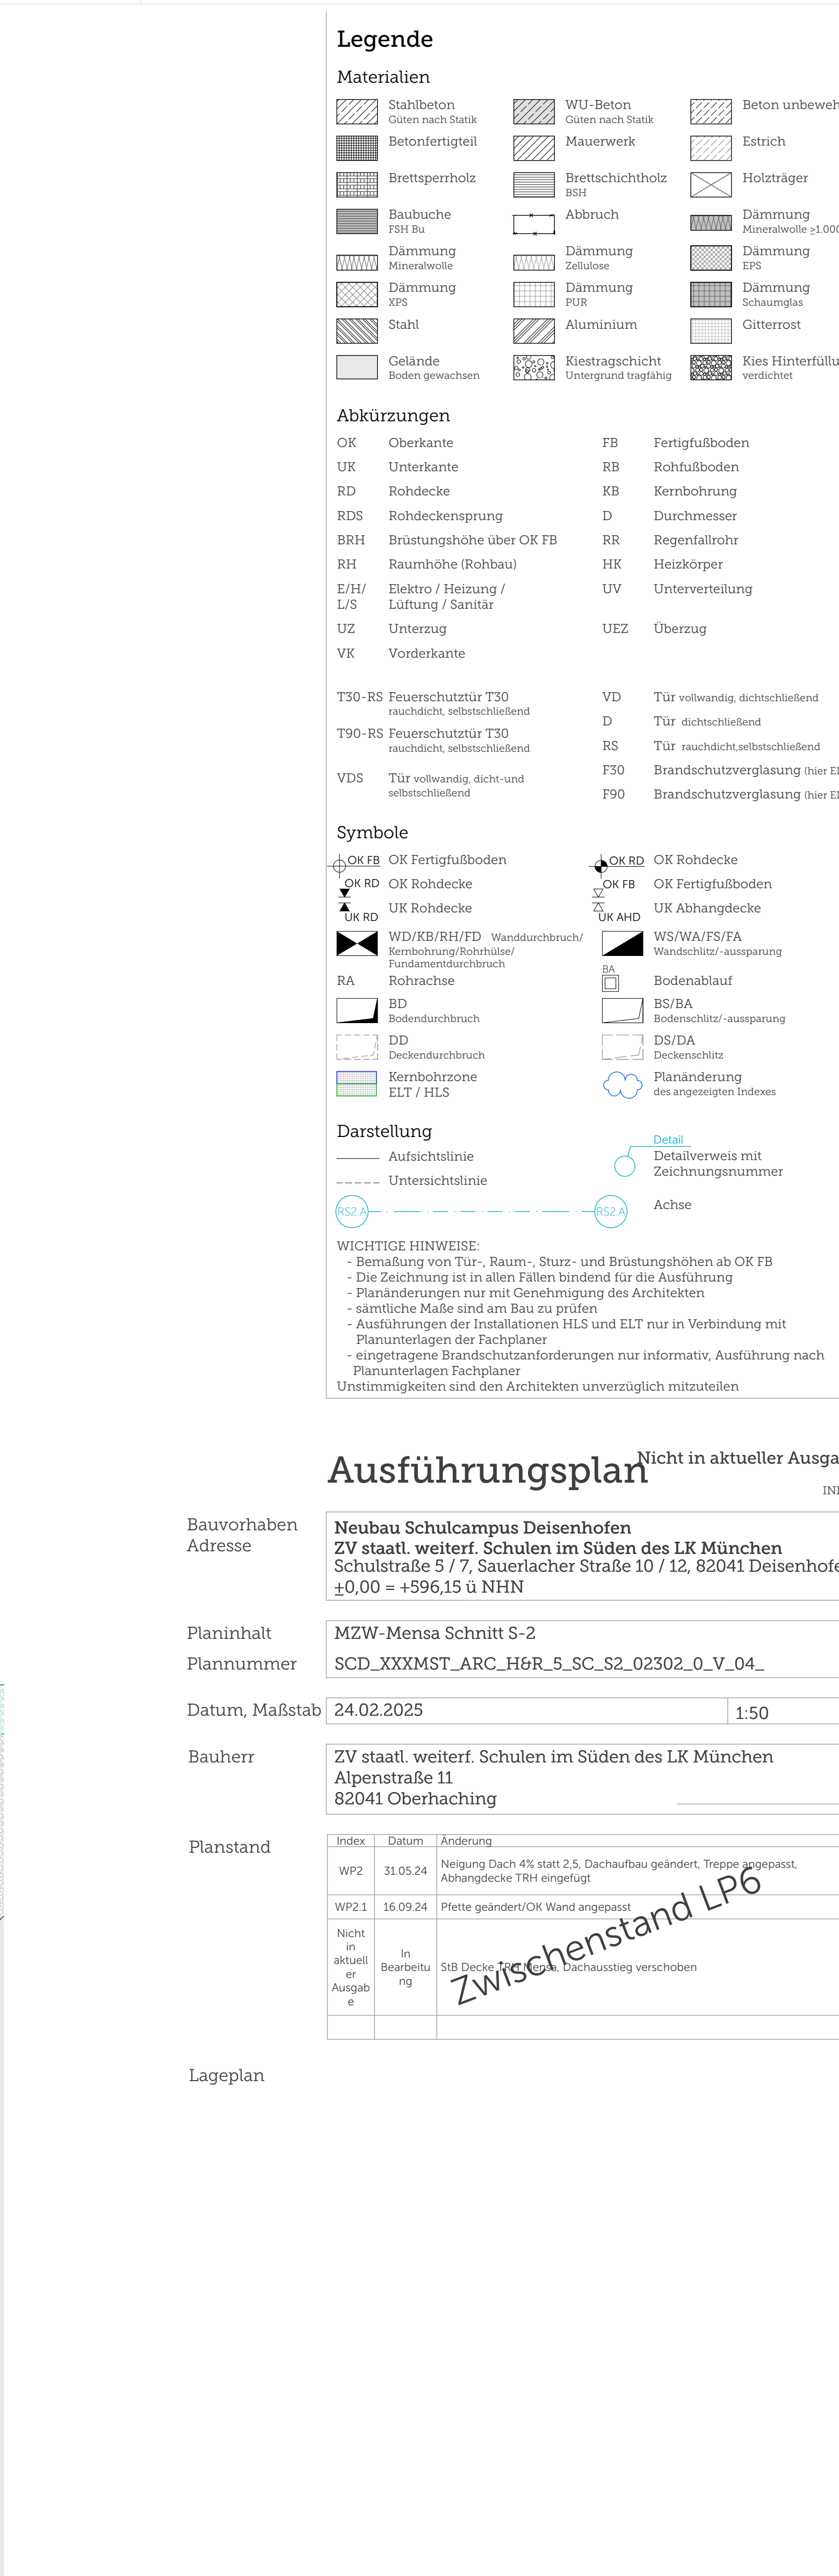 Legende
Materialien
Stahlbeton
Güten nach Statik
WU-Beton
Güten nach Statik
Beton unbeweh
Betonfertigteil
Mauerwerk
Estrich
Brettsperrholz
Brettschichtholz
BSH
Holzträger
Baubuche
FSH Bu
Abbruch
Dämmung
Mineralwolle ≥1.000
Dämmung
Mineralwolle
Dämmung
Zellulose
Dämmung
EPS
Dämmung
XPS
Dämmung
PUR
Dämmung
Schaumglas
Stahl
Aluminium
Gitterrost
Gelände
Boden gewachsen
Kiestragschicht
Untergrund tragfähig
Kies Hinterfüllu
verdichtet
Abkürzungen
OK Oberkante
FB Fertigfußboden
UK Unterkante
RB Rohfußboden
RD Rohdecke
KB Kernbohrung
RDS Rohdeckensprung
D Durchmesser
BRH Brüstungshöhe über OK FB
RR Regenfallrohr
RH Raumhöhe (Rohbau)
HK Heizkörper
E/H/ Elektro / Heizung /
L/S Lüftung / Sanitär
UV Unterverteilung
UZ Unterzug
UEZ Überzug
VK Vorderkante
T30-RS Feuerschutztür T30
rauchdicht, selbstschließend
T90-RS Feuerschutztür T30
rauchdicht, selbstschließend
VDS Tür vollwandig, dicht-und
selbstschließend
VD Tür vollwandig, dichtschließend
D Tür dichtschließend
RS Tür rauchdicht,selbstschließend
F30 Brandschutzverglasung (hier EI
F90 Brandschutzverglasung (hier EI
Symbole
OK FB OK Fertigfußboden
OK RD OK Rohdecke
OK RD OK Rohdecke
OK FB OK Fertigfußboden
UK Rohdecke
UK RD
UK Abhangdecke
UK AHD
WD/KB/RH/FD Wanddurchbruch/
Kernbohrung/Rohrhülse/
Fundamentdurchbruch
WS/WA/FS/FA
Wandschlitz/-aussparung
RA Rohrachse
BA
Bodenablauf
BD
Bodendurchbruch
BS/BA
Bodenschlitz/-aussparung
DD
Deckendurchbruch
DS/DA
Deckenschlitz
Kernbohrzone
ELT / HLS
Planänderung
des angezeigten Indexes
Darstellung
Aufsichtslinie
Untersichtslinie
Detail
Detailverweis mit
Zeichnungsnummer
RS2.A RS2.A Achse
WICHTIGE HINWEISE:
- Bemaßung von Tür-, Raum-, Sturz- und Brüstungshöhen ab OK FB
- Die Zeichnung ist in allen Fällen bindend für die Ausführung
- Planänderungen nur mit Genehmigung des Architekten
- sämtliche Maße sind am Bau zu prüfen
- Ausführungen der Installationen HLS und ELT nur in Verbindung mit
Planunterlagen der Fachplaner
- eingetragene Brandschutzanforderungen nur informativ, Ausführung nach
Planunterlagen Fachplaner
Unstimmigkeiten sind den Architekten unverzüglich mitzuteilen
Ausführungsplan
Nicht in aktueller Ausga
Bauvorhaben
Adresse
Neubau Schulcampus Deisenhofen
ZV staatl. weiterf. Schulen im Süden des LK München
Schulstraße 5 / 7, Sauerlacher Straße 10 / 12, 82041 Deisenhofe
±0,00 = +596,15 ü NHN
Planinhalt MZW-Mensa Schnitt S-2
Plannummer SCD_XXXMST_ARC_H&R_5_SC_S2_02302_0_V_04_
Datum, Maßstab 24.02.2025 1:50
Bauherr
ZV staatl. weiterf. Schulen im Süden des LK München
Alpenstraße 11
82041 Oberhaching
Planstand
Index Datum Änderung
WP2 31.05.24 Neigung Dach 4% statt 2,5, Dachaufbau geändert, Treppe angepasst,
Abhangdecke TRH eingefügt
WP2.1 16.09.24 Pfette geändert/OK Wand angepasst
Nicht
in
aktuell
er
Ausgab
e
In
Bearbeitu
ng
StB Decke TRH Mensa, Dachausstieg verschoben
Zwischenstand LP6
Lageplan